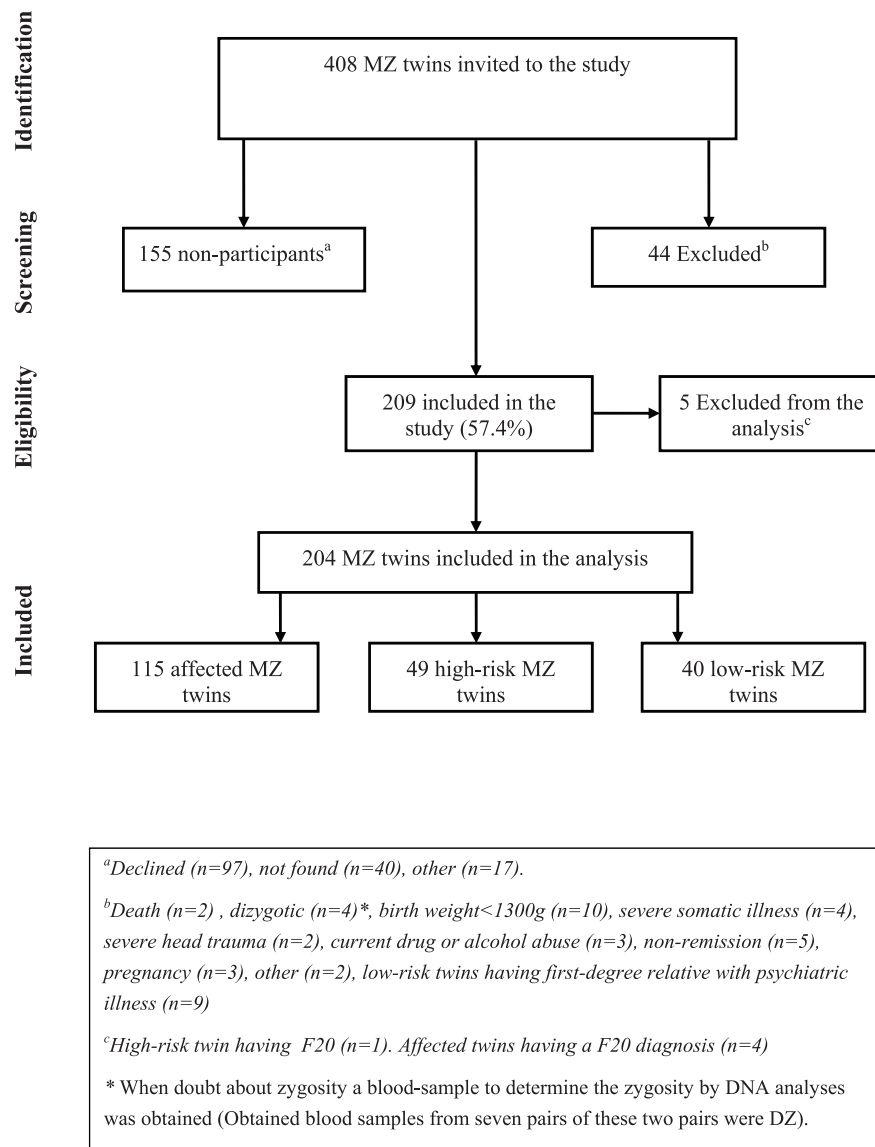 Identification
408 MZ twins invited to the study
Screening
155 non-participantsᵃ
44 Excludedᵇ
Eligibility
209 included in the
study (57.4%)
5 Excluded from the
analysisᶜ
Included
204 MZ twins included in the analysis
115 affected MZ
twins
49 high-risk MZ
twins
40 low-risk MZ
twins
ᵃDeclined (n=97), not found (n=40), other (n=17).
ᵇDeath (n=2) , dizygotic (n=4)*, birth weight<1300g (n=10), severe somatic illness (n=4),
severe head trauma (n=2), current drug or alcohol abuse (n=3), non-remission (n=5),
pregnancy (n=3), other (n=2), low-risk twins having first-degree relative with psychiatric
illness (n=9)
ᶜHigh-risk twin having F20 (n=1). Affected twins having a F20 diagnosis (n=4)
* When doubt about zygosity a blood-sample to determine the zygosity by DNA analyses
was obtained (Obtained blood samples from seven pairs of these two pairs were DZ).